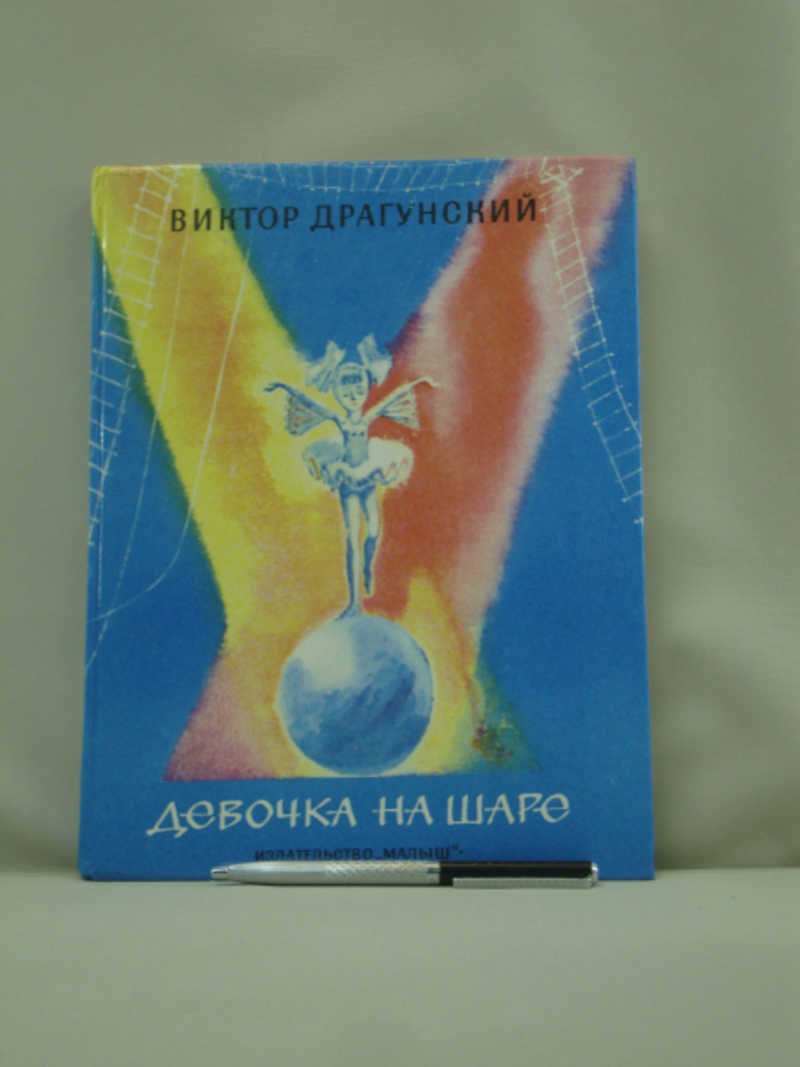 ВИКТОР ДРАГУНСКИЙ
ДЕВОЧКА НА ШАРЕ
ИЗДАТЕЛЬСТВО „МАЛЫШ“